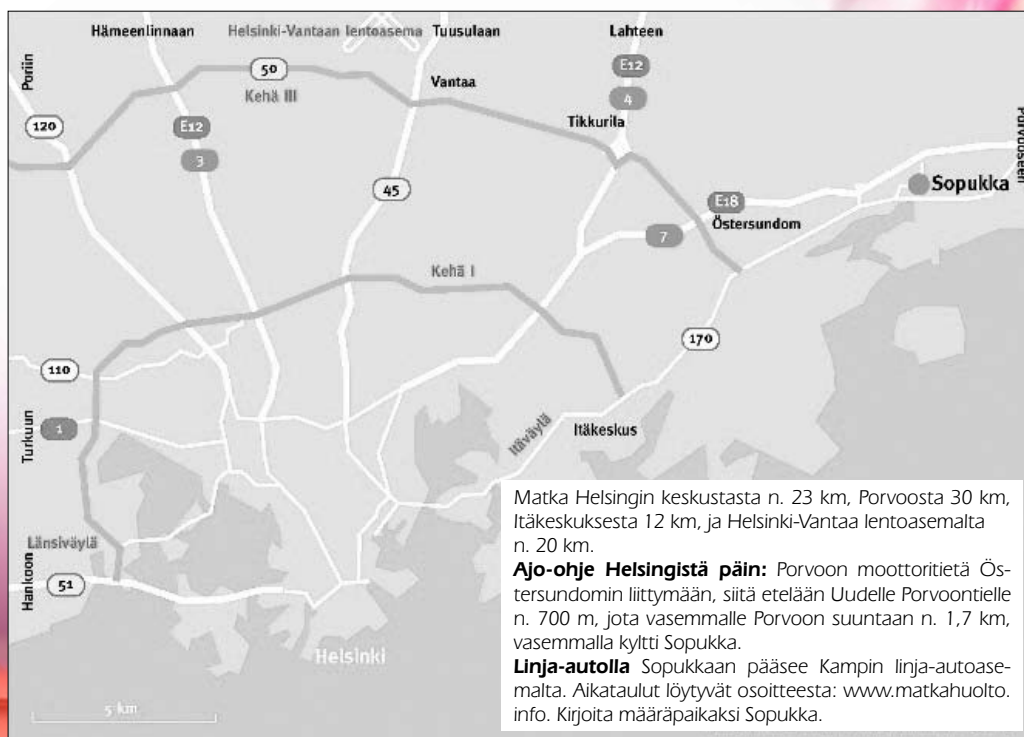 Hämeenlinnaan
Helsinki-Vantaan lentoasema
Tuusulaan
Lahteen
Poriin
50
Kehä III
Vantaa
E12
4
Tikkurila
Porvooseen
120
E12
3
45
Sopukka
E18
7
Östersundom
Kehä I
170
110
Turkuun
1
Itäväylä
Itäkeskus
Länsiväylä
Hankoon
51
Helsinki
5 km
Matka Helsingin keskustasta n. 23 km, Porvoosta 30 km,
Itäkeskuksesta 12 km, ja Helsinki-Vantaa lentoasemalta
n. 20 km.
Ajo-ohje Helsingistä päin: Porvoon moottoritietä Ös-
tersundomin liittymään, siitä etelään Uudelle Porvoontielle
n. 700 m, jota vasemmalle Porvoon suuntaan n. 1,7 km,
vasemmalla kyltti Sopukka.
Linja-autolla Sopukkaan pääsee Kampin linja-autoase-
malta. Aikataulut löytyvät osoitteesta: www.matkahuolto.
info. Kirjoita määräpaikaksi Sopukka.